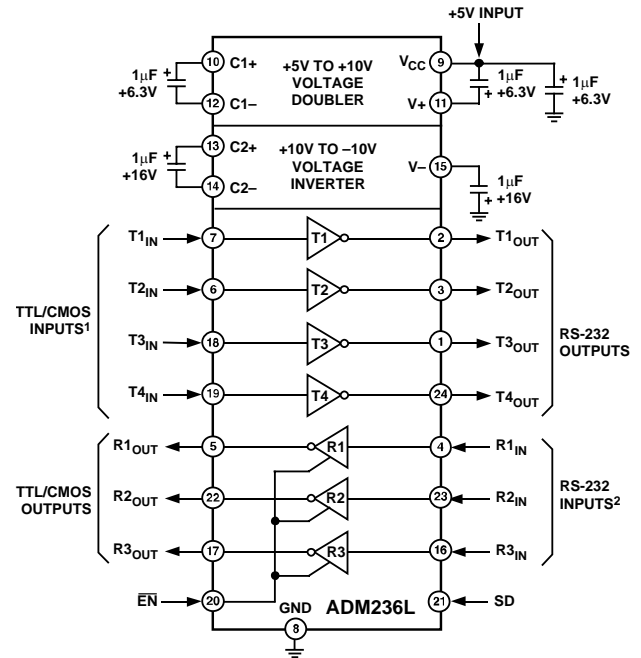 +5V INPUT
10 C1+ +5V TO +10V VOLTAGE DOUBLER VCC 9
1μF +6.3V
12 C1– V+ 11
1μF +6.3V
1μF +6.3V
13 C2+ +10V TO –10V VOLTAGE INVERTER V– 15
1μF +16V
14 C2–
1μF +16V
TTL/CMOS INPUTS1
T1IN 7 T1 2 T1OUT
T2IN 6 T2 3 T2OUT
T3IN 18 T3 1 T3OUT
T4IN 19 T4 24 T4OUT
RS-232 OUTPUTS
TTL/CMOS OUTPUTS
R1OUT 5 R1 4 R1IN
R2OUT 22 R2 23 R2IN
R3OUT 17 R3 16 R3IN
RS-232 INPUTS2
EN 20 GND ADM236L 21 SD
8